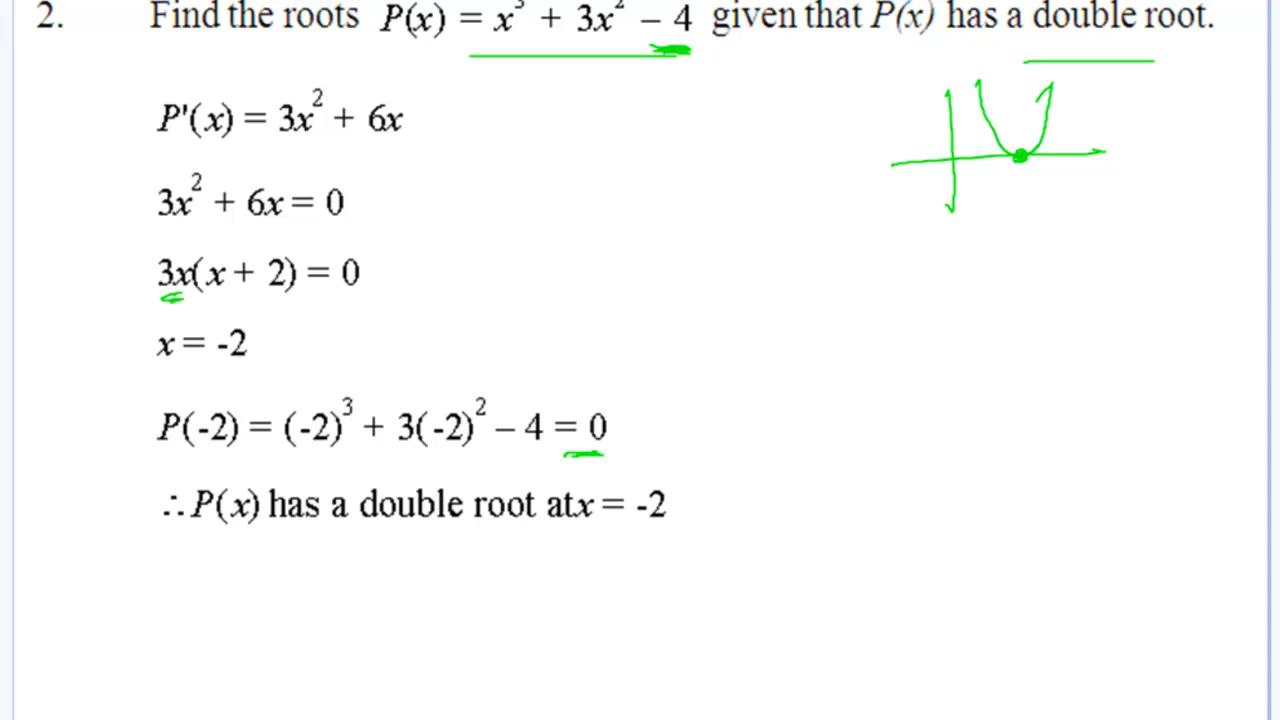 2. Find the roots P(x) = x³ + 3x² – 4 given that P(x) has a double root.
P'(x) = 3x² + 6x
3x² + 6x = 0
3x(x + 2) = 0
x = -2
P(-2) = (-2)³ + 3(-2)² – 4 = 0
∴ P(x) has a double root atx = -2